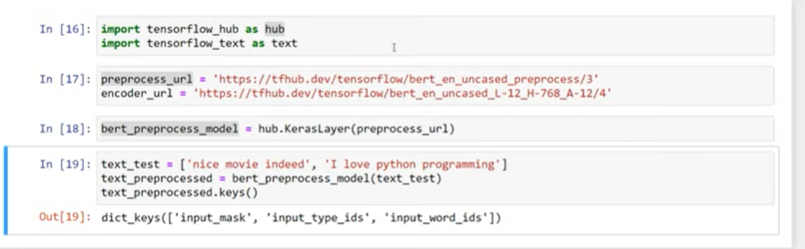 In [16]: import tensorflow_hub as hub
import tensorflow_text as text
In [17]: preprocess_url = 'https://tfhub.dev/tensorflow/bert_en_uncased_preprocess/3'
encoder_url = 'https://tfhub.dev/tensorflow/bert_en_uncased_L-12_H-768_A-12/4'
In [18]: bert_preprocess_model = hub.KerasLayer(preprocess_url)
In [19]: text_test = ['nice movie indeed', 'I love python programming']
text_preprocessed = bert_preprocess_model(text_test)
text_preprocessed.keys()
Out[19]: dict_keys(['input_mask', 'input_type_ids', 'input_word_ids'])